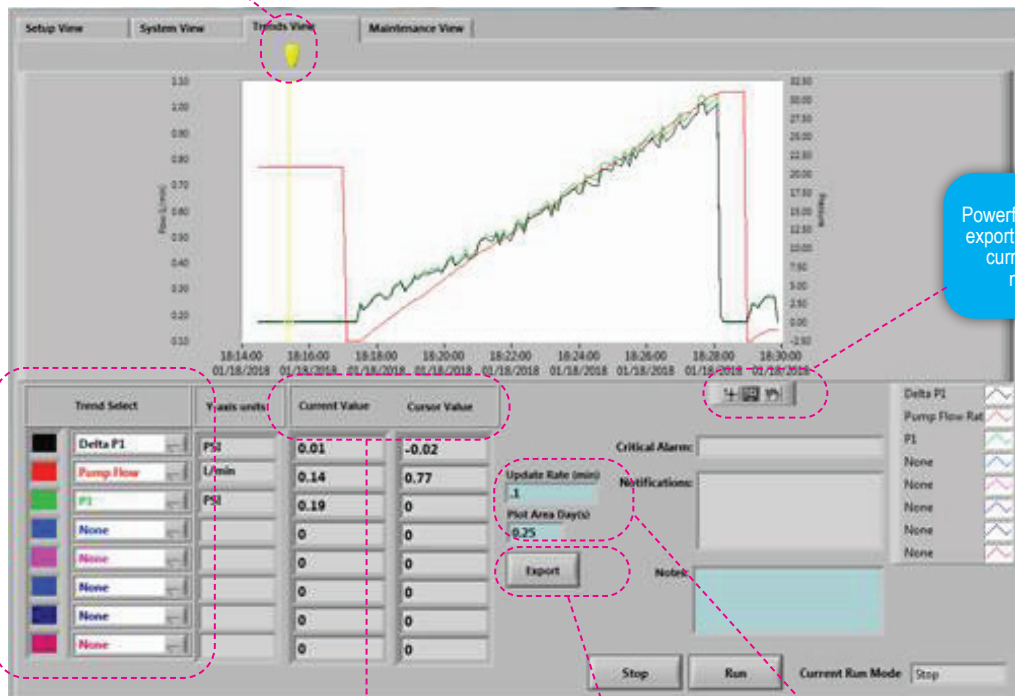 Setup View System View Trends View Maintenance View
1.10
1.00
0.90
0.80
0.70
0.60
0.50
0.40
0.30
0.20
0.10
Flow (L/min)
32.50
30.00
27.50
25.00
22.50
20.00
17.50
15.00
12.50
10.00
7.50
5.00
2.50
0.00
-2.50
Pressure
18:14:00 18:16:00 18:18:00 18:20:00 18:22:00 18:24:00 18:26:00 18:28:00 18:30:00
01/18/2018 01/18/2018 01/18/2018 01/18/2018 01/18/2018 01/18/2018 01/18/2018 01/18/2018 01/18/2018
Powerf
export
curr
Trend Select Y-axis units Current Value Cursor Value
Delta P1 PSI 0.01 -0.02
Pump Flow L/min 0.14 0.77
P1 PSI 0.19 0
None 0 0
None 0 0
None 0 0
None 0 0
None 0 0
Update Rate (min)
.1
Plot Area Day(s)
0.25
Export
Critical Alarm:
Notifications:
Notes:
Delta P1
Pump Flow Rat
P1
None
None
None
None
None
Stop Run Current Run Mode Stop